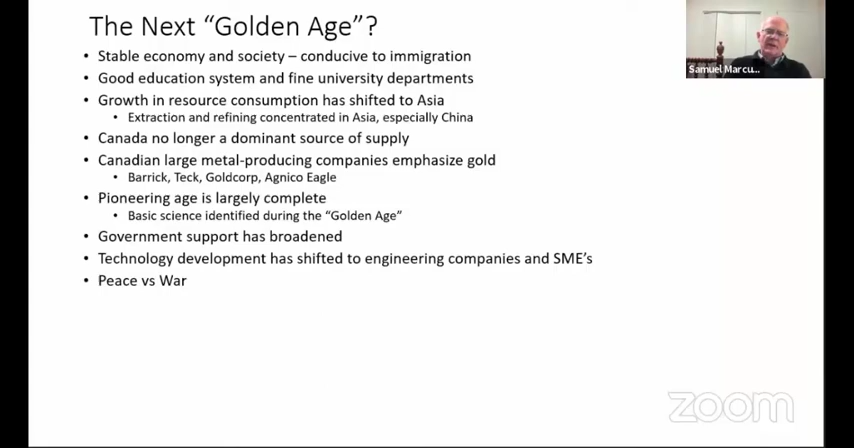 The Next “Golden Age”?
• Stable economy and society – conducive to immigration
• Good education system and fine university departments
• Growth in resource consumption has shifted to Asia
• Extraction and refining concentrated in Asia, especially China
• Canada no longer a dominant source of supply
• Canadian large metal-producing companies emphasize gold
• Barrick, Teck, Goldcorp, Agnico Eagle
• Pioneering age is largely complete
• Basic science identified during the “Golden Age”
• Government support has broadened
• Technology development has shifted to engineering companies and SME’s
• Peace vs War
Samuel Marcu...
zoom